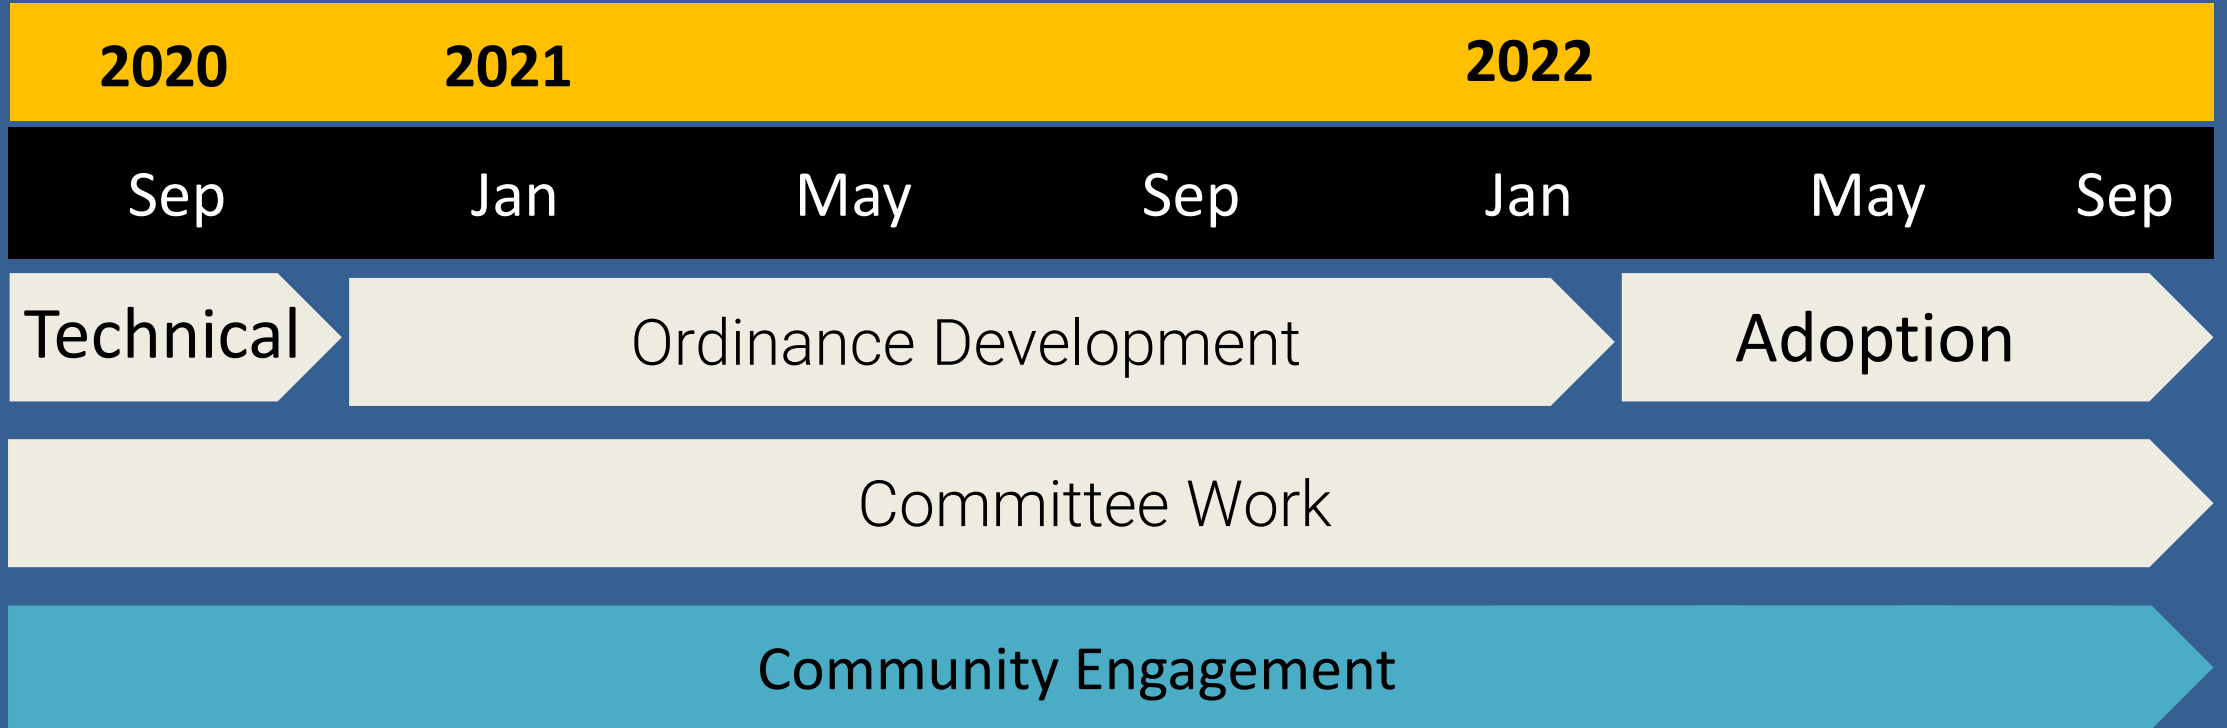 2020 2021 2022
Sep Jan May Sep Jan May Sep
Technical Ordinance Development Adoption
Committee Work
Community Engagement